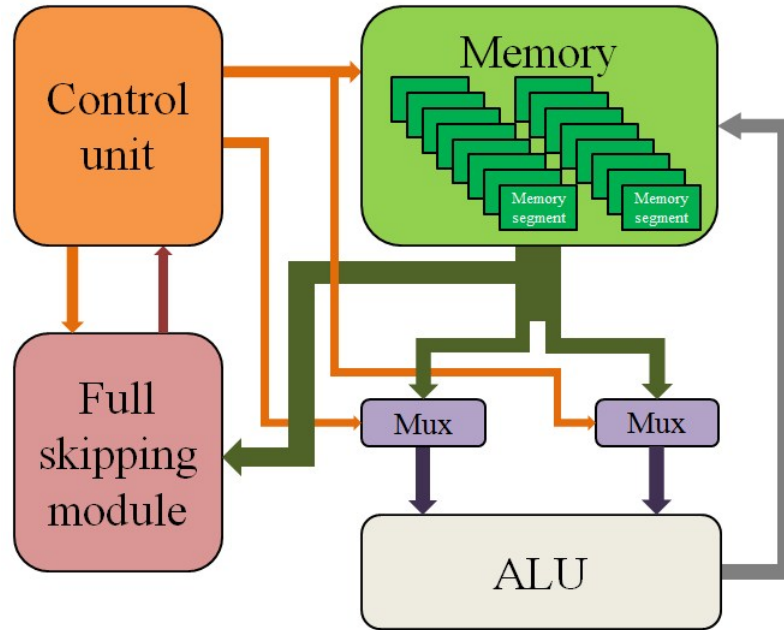 Control
unit
Memory
Memory
segment
Memory
segment
Full
skipping
module
Mux
Mux
ALU